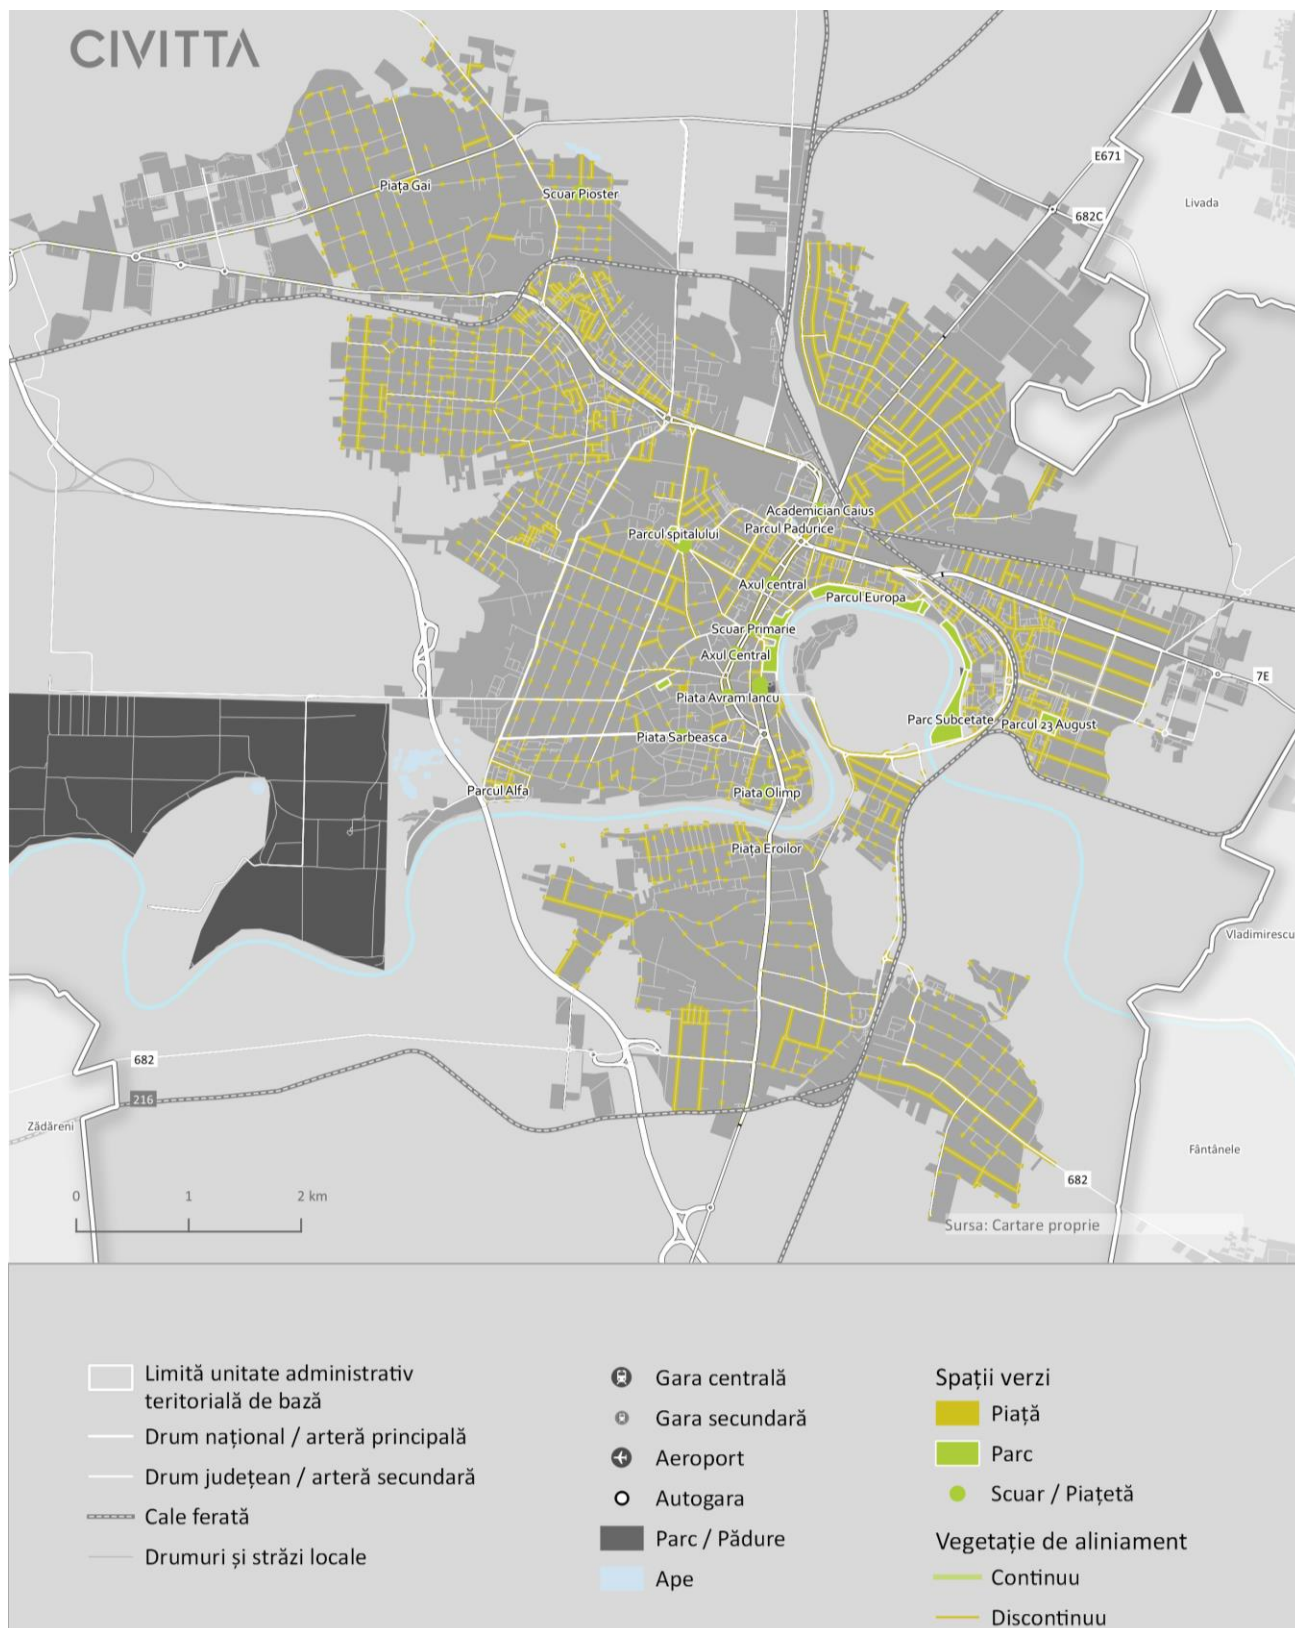 CIVITTA
E671
Livada
682C
Piața Gai
Scuar Pioster
Academician Caius
Parcul Padurice
Parcul spitalului
Axul central
Parcul Europa
Scuar Primarie
Axul Central
7E
Piata Avram Iancu
Parc Subcetate
Parcul 23 August
Piata Sarbeasca
Parcul Alfa
Piata Olimp
Piața Eroilor
Vladimirescu
682
216
Zădăreni
Fântânele
682
0 1 2 km
Sursa: Cartare proprie
Limită unitate administrativ
teritorială de bază
Drum național / arteră principală
Drum județean / arteră secundară
Cale ferată
Drumuri și străzi locale
Gara centrală
Gara secundară
Aeroport
Autogara
Parc / Pădure
Ape
Spații verzi
Piață
Parc
Scuar / Piațetă
Vegetație de aliniament
Continuu
Discontinuu